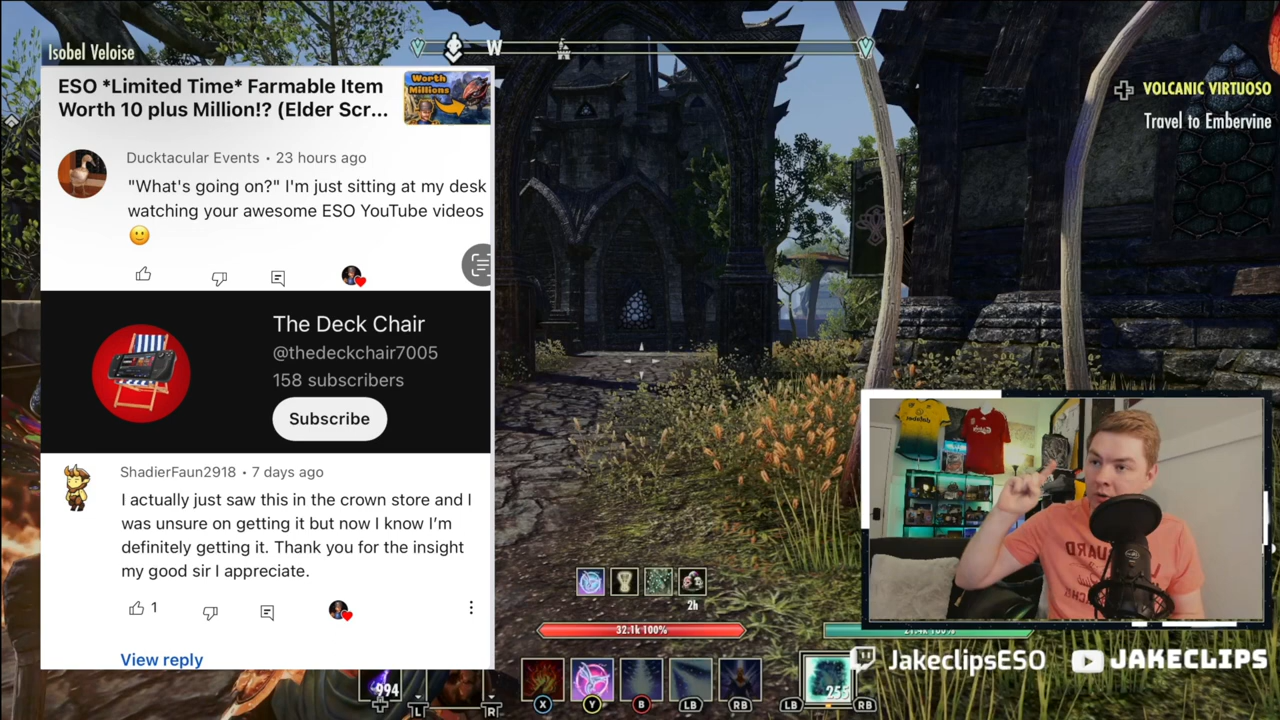 Isobel Veloise
W
ESO *Limited Time* Farmable Item
Worth 10 plus Million!? (Elder Scr...
Worth
Millions
Ducktacular Events • 23 hours ago
"What's going on?" I'm just sitting at my desk
watching your awesome ESO YouTube videos
🙂
The Deck Chair
@thedeckchair7005
158 subscribers
Subscribe
ShadierFaun2918 • 7 days ago
I actually just saw this in the crown store and I
was unsure on getting it but now I know I'm
definitely getting it. Thank you for the insight
my good sir I appreciate.
1
View reply
VOLCANIC VIRTUOSO
Travel to Embervine
2h
32.1k 100%
994
L
R
X
Y
B
LB
RB
LB
255
RB
JakeclipsESO
JAKECLIPS